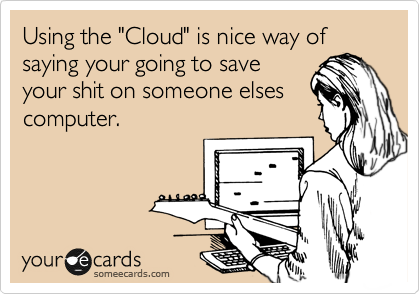 Using the "Cloud" is nice way of
saying your going to save
your shit on someone elses
computer.
your e cards
someecards.com